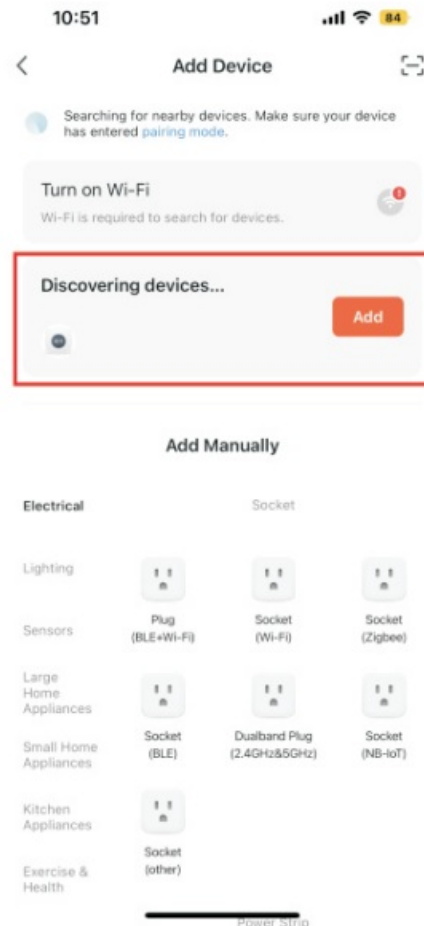 10:51
84
Add Device
Searching for nearby devices. Make sure your device
has entered pairing mode.
Turn on Wi-Fi
Wi-Fi is required to search for devices.
Discovering devices...
Add
Add Manually
Electrical
Socket
Lighting
Plug
(BLE+Wi-Fi)
Socket
(Wi-Fi)
Socket
(Zigbee)
Sensors
Large
Home
Appliances
Socket
(BLE)
Dualband Plug
(2.4GHz&5GHz)
Socket
(NB-IoT)
Small Home
Appliances
Kitchen
Appliances
Socket
(other)
Exercise &
Health
Power Strip